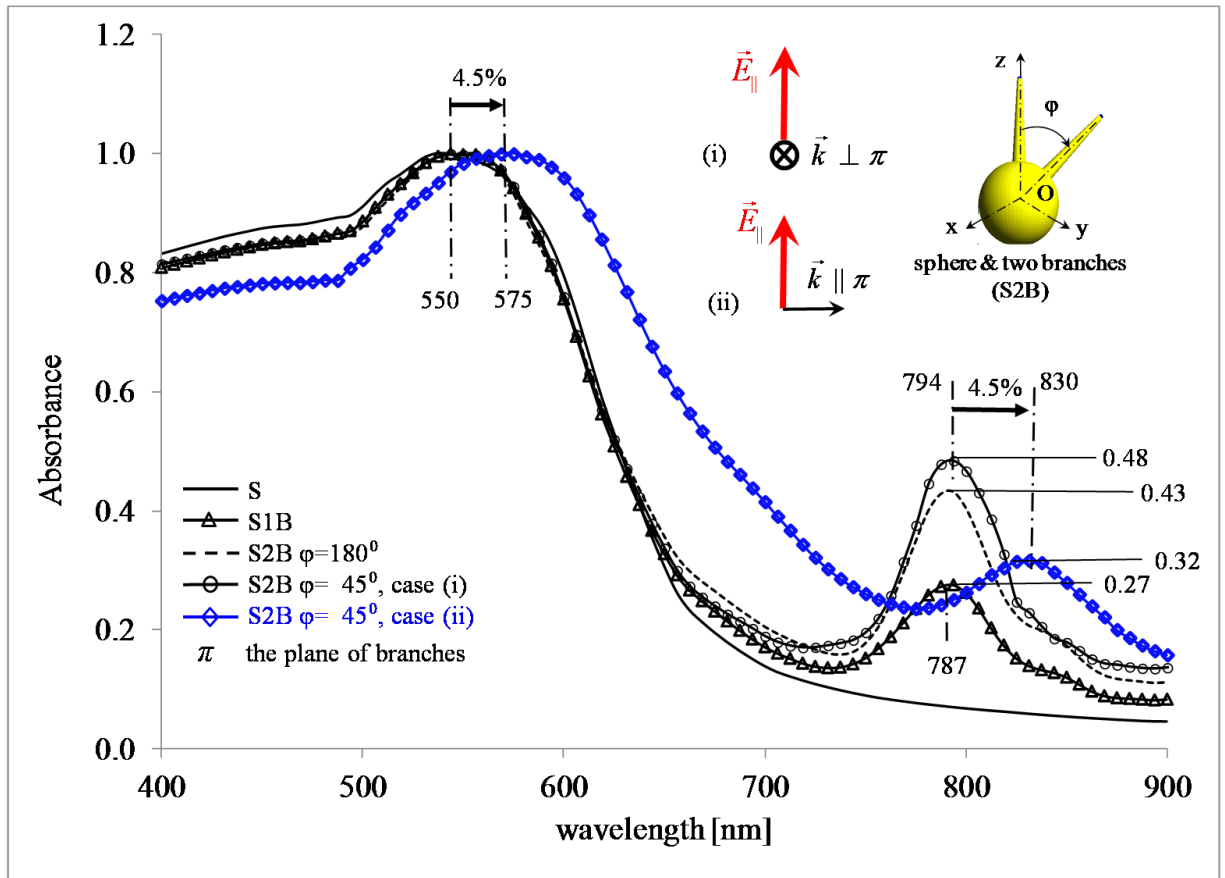 1.2
1.0
0.8
0.6
0.4
0.2
0.0
Absorbance
400
500
600
700
800
900
wavelength [nm]
4.5%
550
575
E⃗∥
(i)
k⃗ ⊥ π
E⃗∥
(ii)
k⃗ ∥ π
z
φ
O
x
y
sphere & two branches
(S2B)
794
830
4.5%
0.48
0.43
0.32
0.27
787
S
S1B
S2B φ=180⁰
S2B φ= 45⁰, case (i)
S2B φ= 45⁰, case (ii)
π the plane of branches